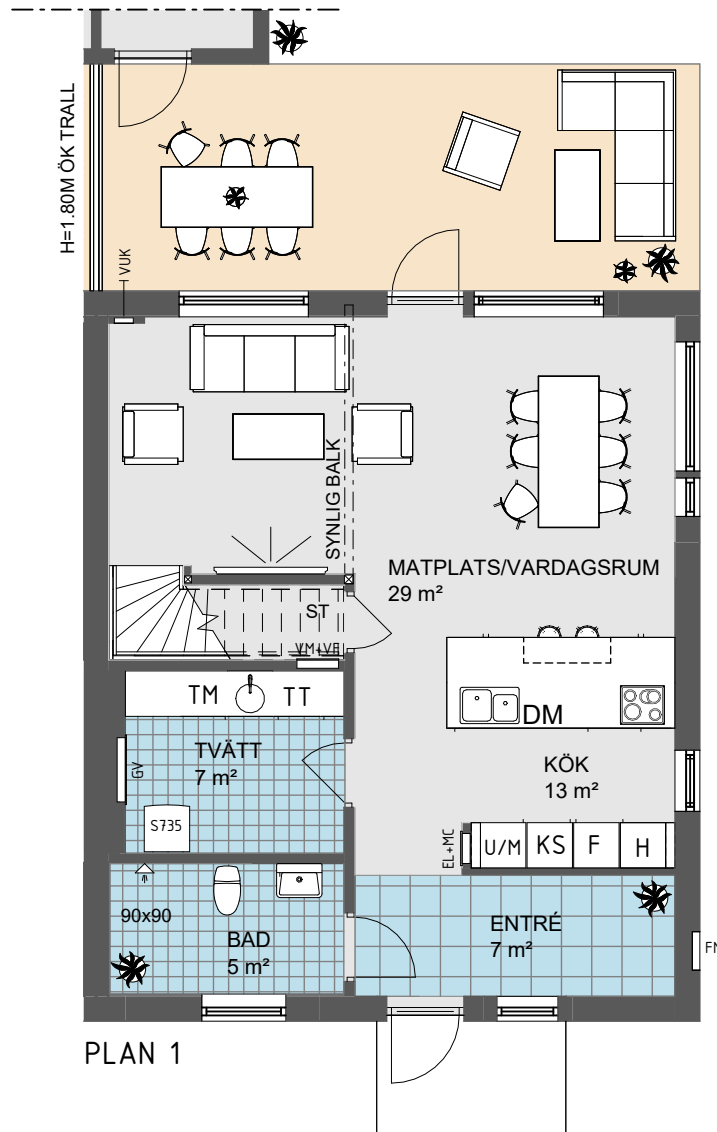 H=1.80M ÖK TRALL
VUK
SYNLIG BALK
MATPLATS/VARDAGSRUM
29 m²
ST
VM+VF
TM
TT
DM
TVÄTT
7 m²
GV
KÖK
13 m²
S735
EL+MC
U/M
KS
F
H
90x90
BAD
5 m²
ENTRÉ
7 m²
PLAN 1